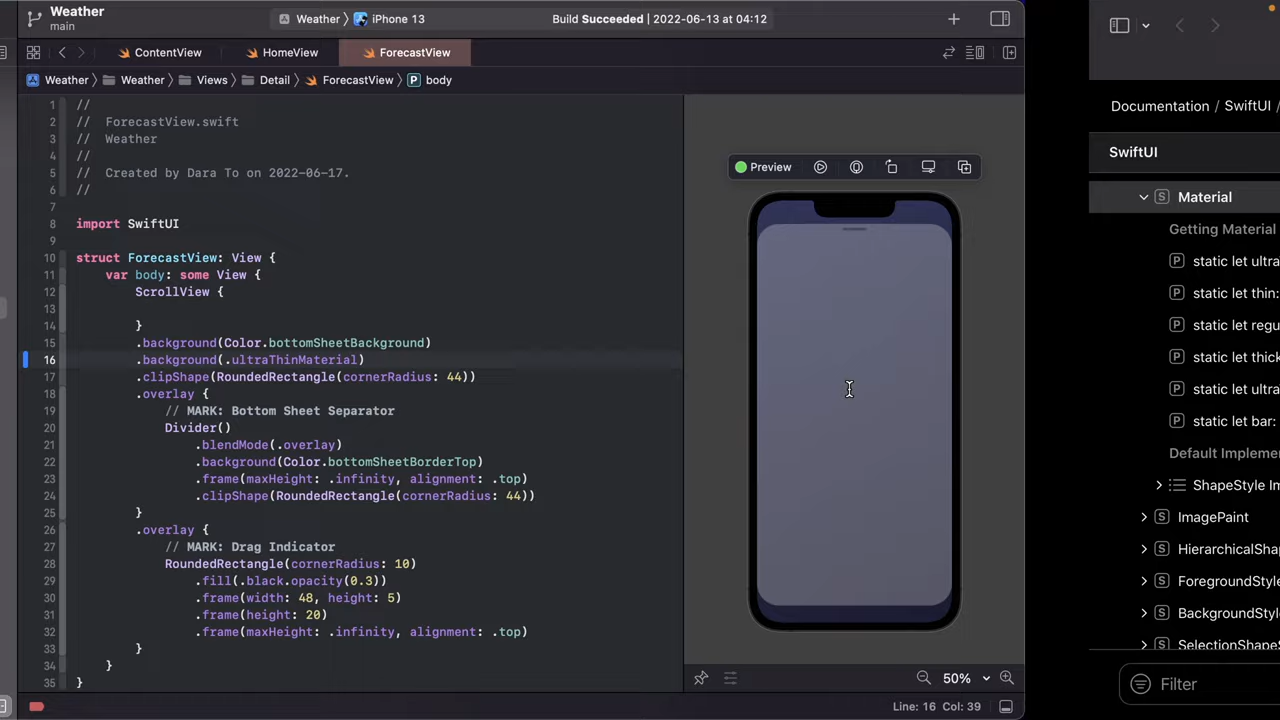 Weather
main
Weather 〉 iPhone 13
Build Succeeded | 2022-06-13 at 04:12
ContentView
HomeView
ForecastView
Weather 〉 Weather 〉 Views 〉 Detail 〉 ForecastView 〉 P body
1 //
2 //  ForecastView.swift
3 //  Weather
4 //
5 //  Created by Dara To on 2022-06-17.
6 //
7
8 import SwiftUI
9
10 struct ForecastView: View {
11     var body: some View {
12         ScrollView {
13
14         }
15         .background(Color.bottomSheetBackground)
16         .background(.ultraThinMaterial)
17         .clipShape(RoundedRectangle(cornerRadius: 44))
18         .overlay {
19             // MARK: Bottom Sheet Separator
20             Divider()
21                 .blendMode(.overlay)
22                 .background(Color.bottomSheetBorderTop)
23                 .frame(maxHeight: .infinity, alignment: .top)
24                 .clipShape(RoundedRectangle(cornerRadius: 44))
25         }
26         .overlay {
27             // MARK: Drag Indicator
28             RoundedRectangle(cornerRadius: 10)
29                 .fill(.black.opacity(0.3))
30                 .frame(width: 48, height: 5)
31                 .frame(height: 20)
32                 .frame(maxHeight: .infinity, alignment: .top)
33         }
34     }
35 }
Preview
50%
Line: 16 Col: 39
Documentation / SwiftUI /
SwiftUI
S Material
Getting Material
P static let ultra
P static let thin:
P static let regu
P static let thick
P static let ultra
P static let bar:
Default Impleme
ShapeStyle Im
S ImagePaint
S HierarchicalSha
S ForegroundStyle
S BackgroundStyle
S SelectionShapeS
Filter